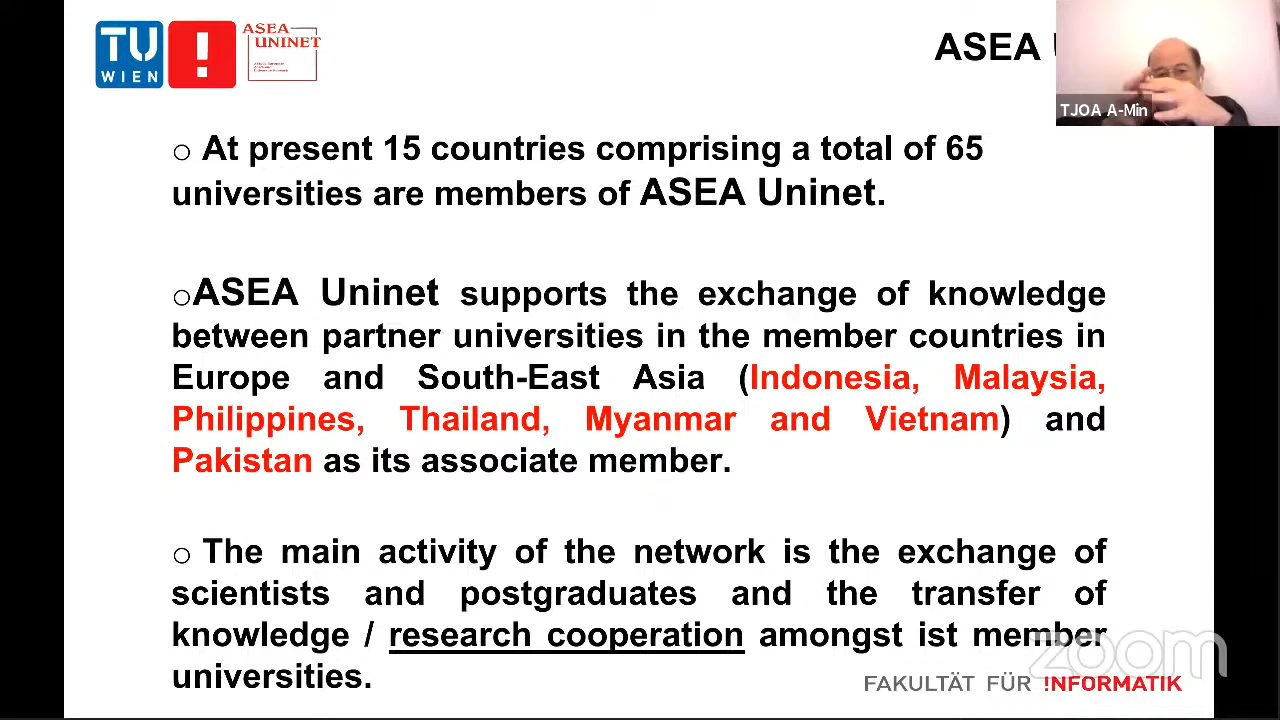 TU
WIEN
!
ASEA
UNINET
ASEA
TJOA A-Min
o At present 15 countries comprising a total of 65
universities are members of ASEA Uninet.
oASEA Uninet supports the exchange of knowledge
between partner universities in the member countries in
Europe and South-East Asia (Indonesia, Malaysia,
Philippines, Thailand, Myanmar and Vietnam) and
Pakistan as its associate member.
o The main activity of the network is the exchange of
scientists and postgraduates and the transfer of
knowledge / research cooperation amongst ist member
universities.
zoom
FAKULTÄT FÜR !NFORMATIK